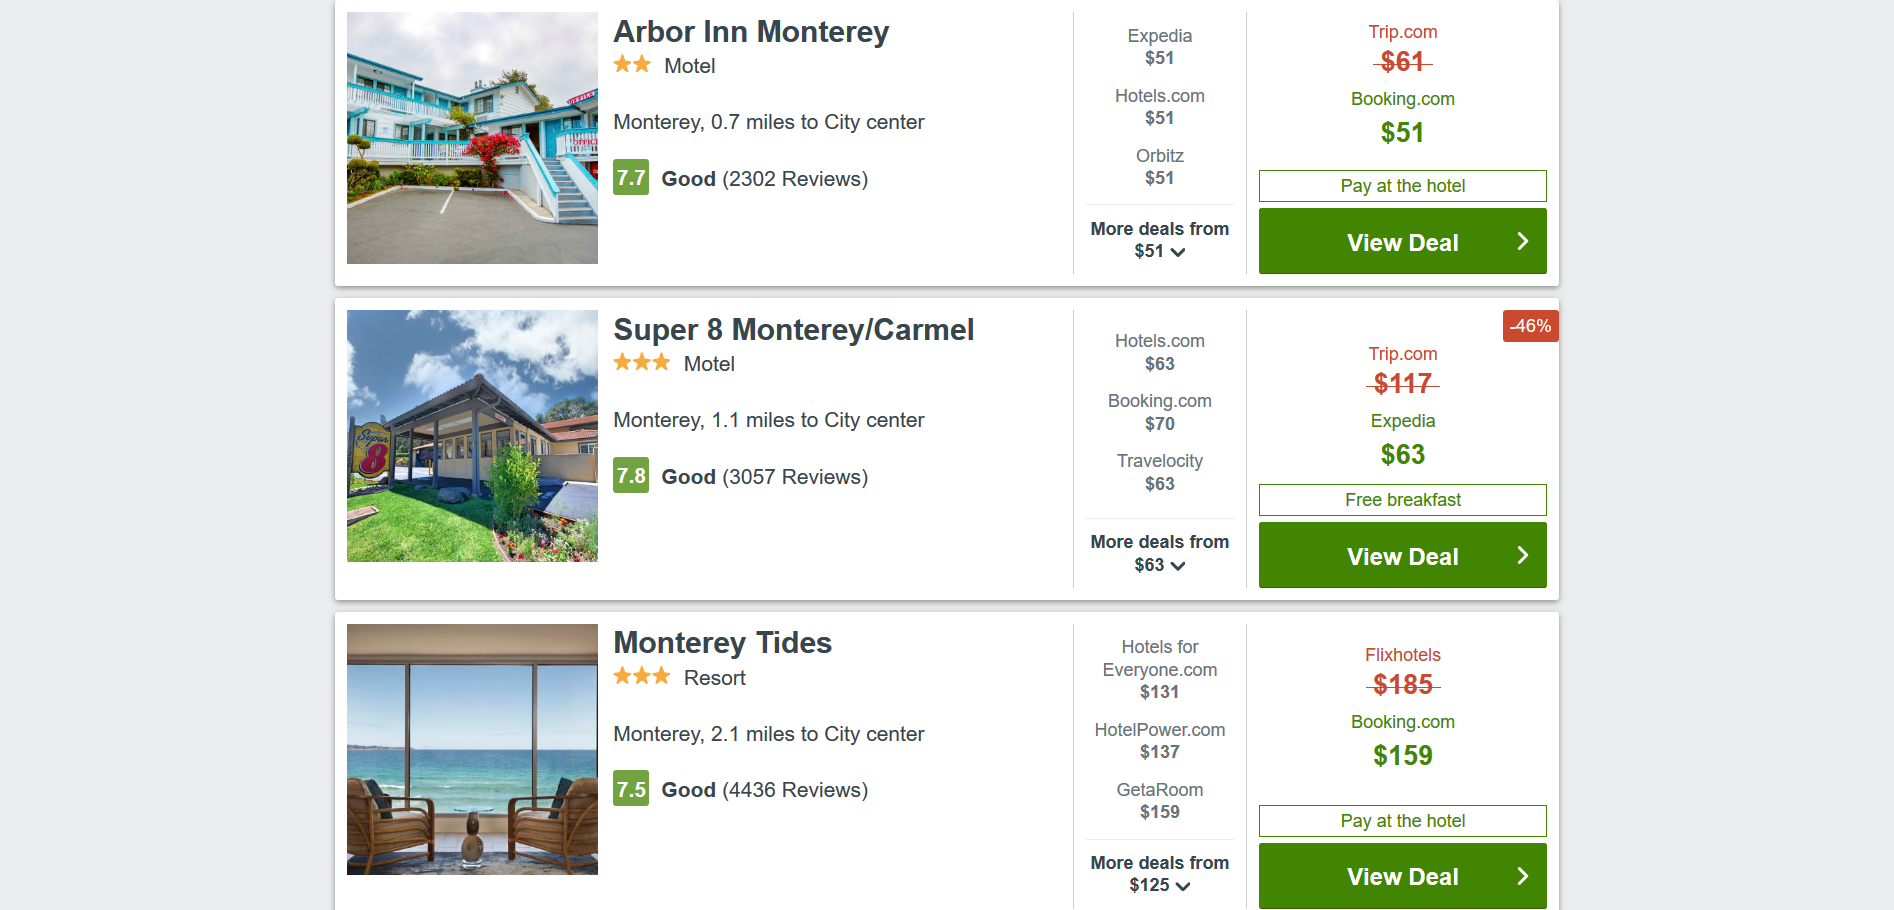 Arbor Inn Monterey
Motel
Monterey, 0.7 miles to City center
7.7 Good (2302 Reviews)
OFFICE
OFFICE
Expedia
$51
Hotels.com
$51
Orbitz
$51
More deals from
$51
Trip.com
$61
Booking.com
$51
Pay at the hotel
View Deal
Super 8 Monterey/Carmel
Motel
Monterey, 1.1 miles to City center
7.8 Good (3057 Reviews)
Super
8
Hotels.com
$63
Booking.com
$70
Travelocity
$63
More deals from
$63
-46%
Trip.com
$117
Expedia
$63
Free breakfast
View Deal
Monterey Tides
Resort
Monterey, 2.1 miles to City center
7.5 Good (4436 Reviews)
Hotels for
Everyone.com
$131
HotelPower.com
$137
GetaRoom
$159
More deals from
$125
Flixhotels
$185
Booking.com
$159
Pay at the hotel
View Deal